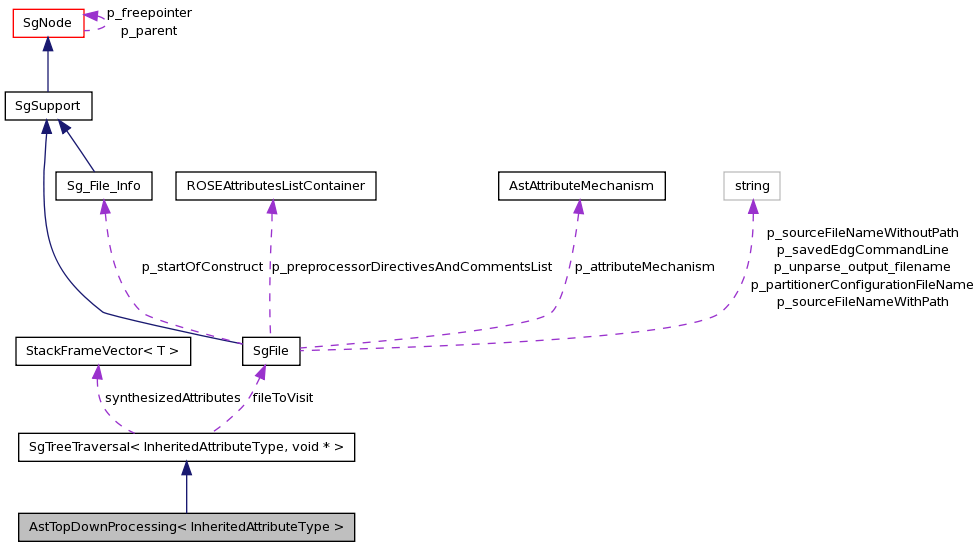 p_freepointer
SgNode
p_parent
SgSupport
Sg_File_Info
ROSEAttributesListContainer
AstAttributeMechanism
string
p_sourceFileNameWithoutPath
p_savedEdgCommandLine
p_startOfConstruct
p_preprocessorDirectivesAndCommentsList
p_attributeMechanism
p_unparse_output_filename
p_partitionerConfigurationFileName
p_sourceFileNameWithPath
StackFrameVector< T >
SgFile
synthesizedAttributes
fileToVisit
SgTreeTraversal< InheritedAttributeType, void * >
AstTopDownProcessing< InheritedAttributeType >